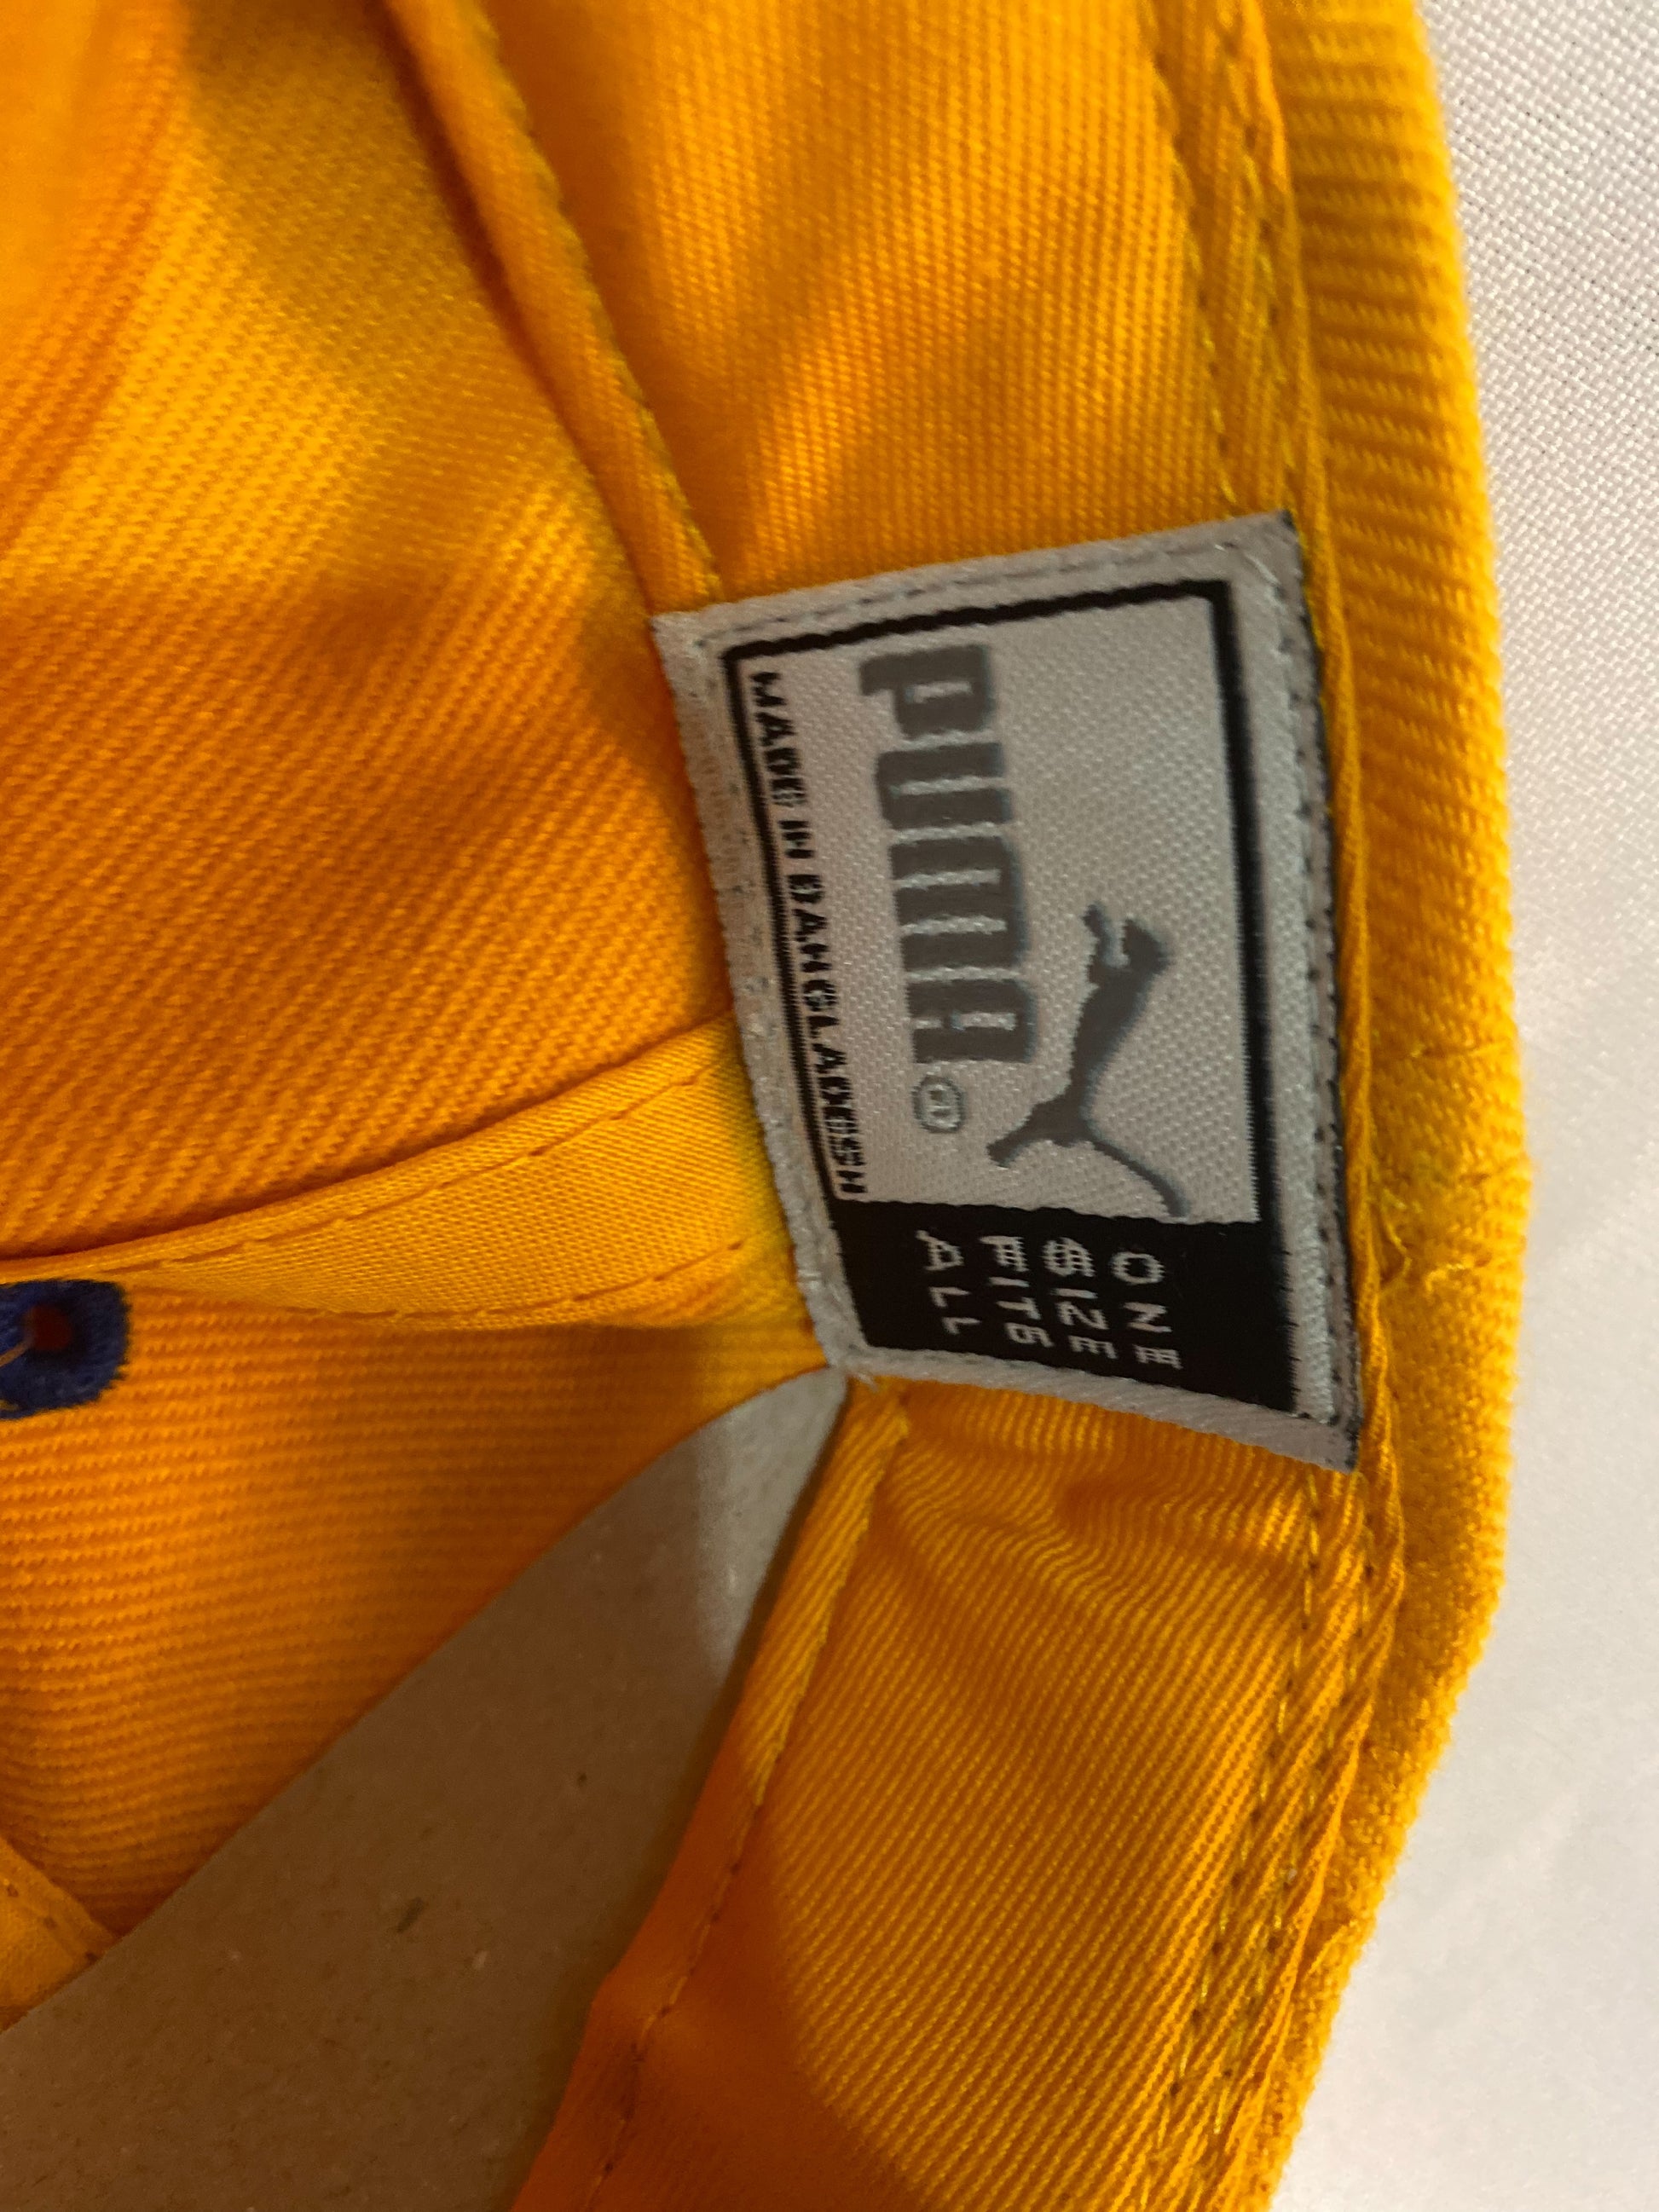 PUMA®
MADE IN BANGLADESH
ONE
SIZE
FITS
ALL